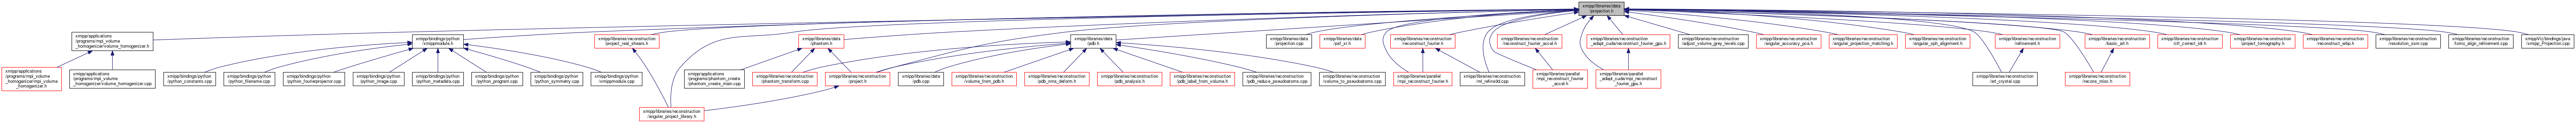 xmipp/libraries/data
/projection.h
xmipp/applications
/programs/mpi_volume
_homogenizer/volume_homogenizer.h
xmipp/bindings/python
/xmippmodule.h
xmipp/libraries/reconstruction
/project_real_shears.h
xmipp/libraries/data
/phantom.h
xmipp/libraries/data
/pdb.h
xmipp/libraries/data
/projection.cpp
xmipp/libraries/data
/psf_xr.h
xmipp/libraries/reconstruction
/reconstruct_fourier.h
xmipp/libraries/reconstruction
/reconstruct_fourier_accel.h
xmipp/libraries/reconstruction
_adapt_cuda/reconstruct_fourier_gpu.h
xmipp/libraries/reconstruction
/adjust_volume_grey_levels.cpp
xmipp/libraries/reconstruction
/angular_accuracy_pca.h
xmipp/libraries/reconstruction
/angular_projection_matching.h
xmipp/libraries/reconstruction
/angular_sph_alignment.h
xmipp/libraries/reconstruction
/refinement.h
xmipp/libraries/reconstruction
/basic_art.h
xmipp/libraries/reconstruction
/ctf_correct_idr.h
xmipp/libraries/reconstruction
/project_tomography.h
xmipp/libraries/reconstruction
/reconstruct_wbp.h
xmipp/libraries/reconstruction
/resolution_ssnr.cpp
xmipp/libraries/reconstruction
/tomo_align_refinement.cpp
xmippViz/bindings/java
/xmipp_Projection.cpp
xmipp/applications
/programs/mpi
_volume_homogenizer/mpi_volume
_homogenizer.h
xmipp/applications
/programs/mpi_volume
_homogenizer/volume_homogenizer.cpp
xmipp/bindings/python
/python_constants.cpp
xmipp/bindings/python
/python_filename.cpp
xmipp/bindings/python
/python_fourierprojector.cpp
xmipp/bindings/python
/python_image.cpp
xmipp/bindings/python
/python_metadata.cpp
xmipp/bindings/python
/python_program.cpp
xmipp/bindings/python
/python_symmetry.cpp
xmipp/bindings/python
/xmippmodule.cpp
xmipp/applications
/programs/phantom_create
/phantom_create_main.cpp
xmipp/libraries/reconstruction
/phantom_transform.cpp
xmipp/libraries/reconstruction
/project.h
xmipp/libraries/data
/pdb.cpp
xmipp/libraries/reconstruction
/volume_from_pdb.h
xmipp/libraries/reconstruction
/pdb_nma_deform.h
xmipp/libraries/reconstruction
/pdb_analysis.h
xmipp/libraries/reconstruction
/pdb_label_from_volume.h
xmipp/libraries/reconstruction
/pdb_reduce_pseudoatoms.cpp
xmipp/libraries/reconstruction
/volume_to_pseudoatoms.cpp
xmipp/libraries/parallel
/mpi_reconstruct_fourier.h
xmipp/libraries/reconstruction
/ml_refine3d.cpp
xmipp/libraries/parallel
/mpi_reconstruct_fourier
_accel.h
xmipp/libraries/parallel
_adapt_cuda/mpi_reconstruct
_fourier_gpu.h
xmipp/libraries/reconstruction
/art_crystal.cpp
xmipp/libraries/reconstruction
/recons_misc.h
xmipp/libraries/reconstruction
/angular_project_library.h